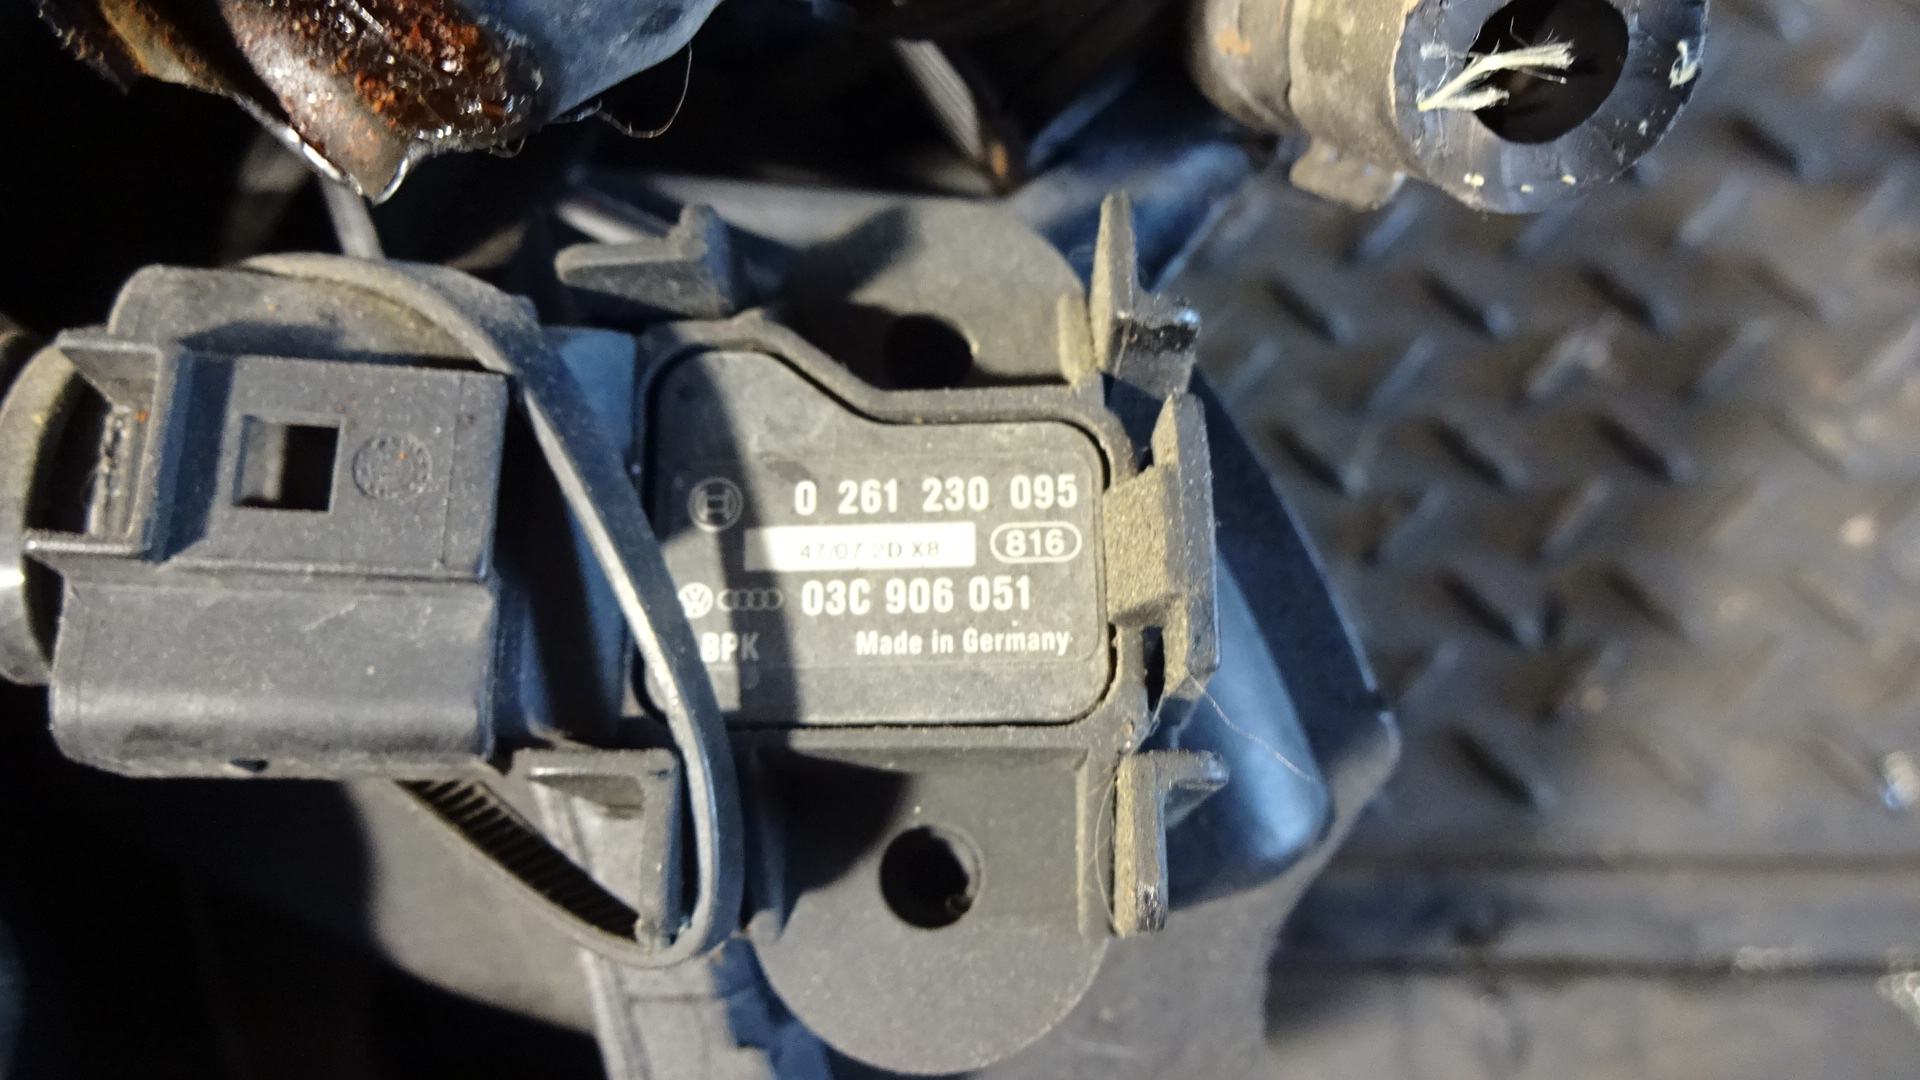 0 261 230 095
47/07 2D X8 816
03C 906 051
BPK Made in Germany